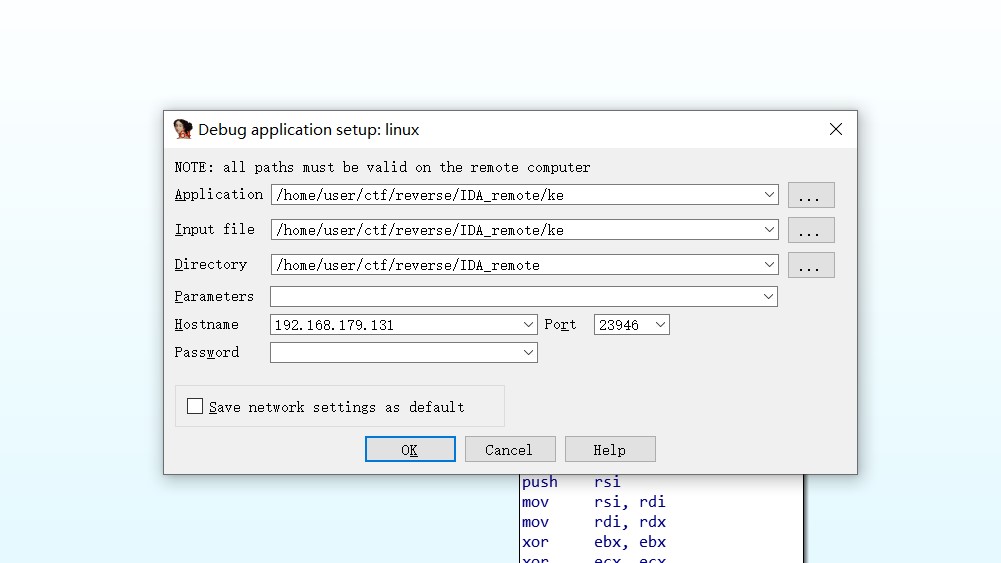 Debug application setup: linux
NOTE: all paths must be valid on the remote computer
Application /home/user/ctf/reverse/IDA_remote/ke ...
Input file /home/user/ctf/reverse/IDA_remote/ke ...
Directory /home/user/ctf/reverse/IDA_remote ...
Parameters
Hostname 192.168.179.131 Port 23946
Password
Save network settings as default
OK Cancel Help
push rsi
mov rsi, rdi
mov rdi, rdx
xor ebx, ebx
xor ecx, ecx